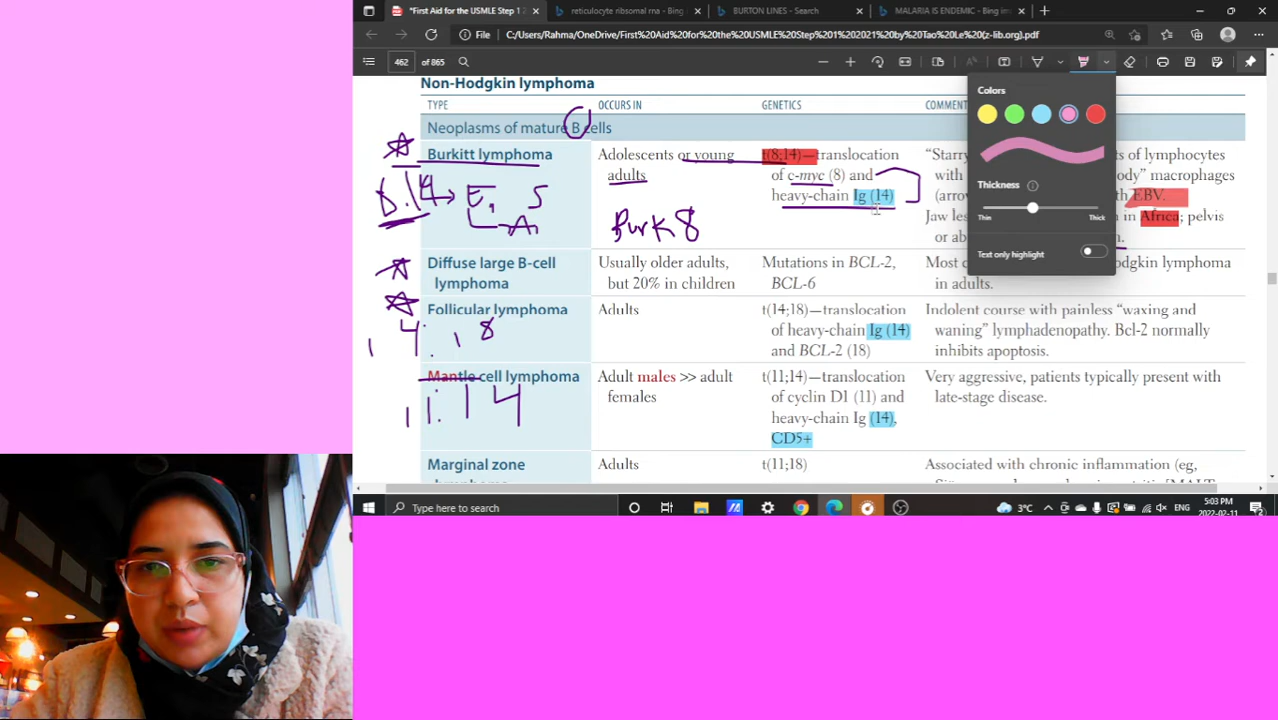 "First Aid for the USMLE Step 1
reticulocyte ribosomal rna - Bing
BURTON LINES - Search
MALARIA IS ENDEMIC - Bing im
File
C:/Users/Rahma/OneDrive/First%20Aid%20for%20the%20USMLE%20Step%201%202021%20by%20Tao%20Le%20(z-lib.org).pdf
462 of 865
Non-Hodgkin lymphoma
TYPE OCCURS IN GENETICS COMMENT
Neoplasms of mature B cells
Burkitt lymphoma
Adolescents or young
adults
t(8;14)—translocation
of c-myc (8) and
heavy-chain Ig (14)
"Starry
with
(arro
Jaw les
or ab
ts of lymphocytes
ody" macrophages
th EBV.
in Africa; pelvis
8.14 E, S
A
Burk 8
Diffuse large B-cell
lymphoma
Usually older adults,
but 20% in children
Mutations in BCL-2,
BCL-6
Most c
in adults.
odgkin lymphoma
Follicular lymphoma
14: 18
Adults
t(14;18)—translocation
of heavy-chain Ig (14)
and BCL-2 (18)
Indolent course with painless "waxing and
waning" lymphadenopathy. Bcl-2 normally
inhibits apoptosis.
Mantle cell lymphoma
11:14
Adult males >> adult
females
t(11;14)—translocation
of cyclin D1 (11) and
heavy-chain Ig (14),
CD5+
Very aggressive, patients typically present with
late-stage disease.
Marginal zone
Adults
t(11;18)
Associated with chronic inflammation (eg,
Colors
Thickness
Thin Thick
Text only highlight
Type here to search
3°C
ENG
5:03 PM
2022-02-11